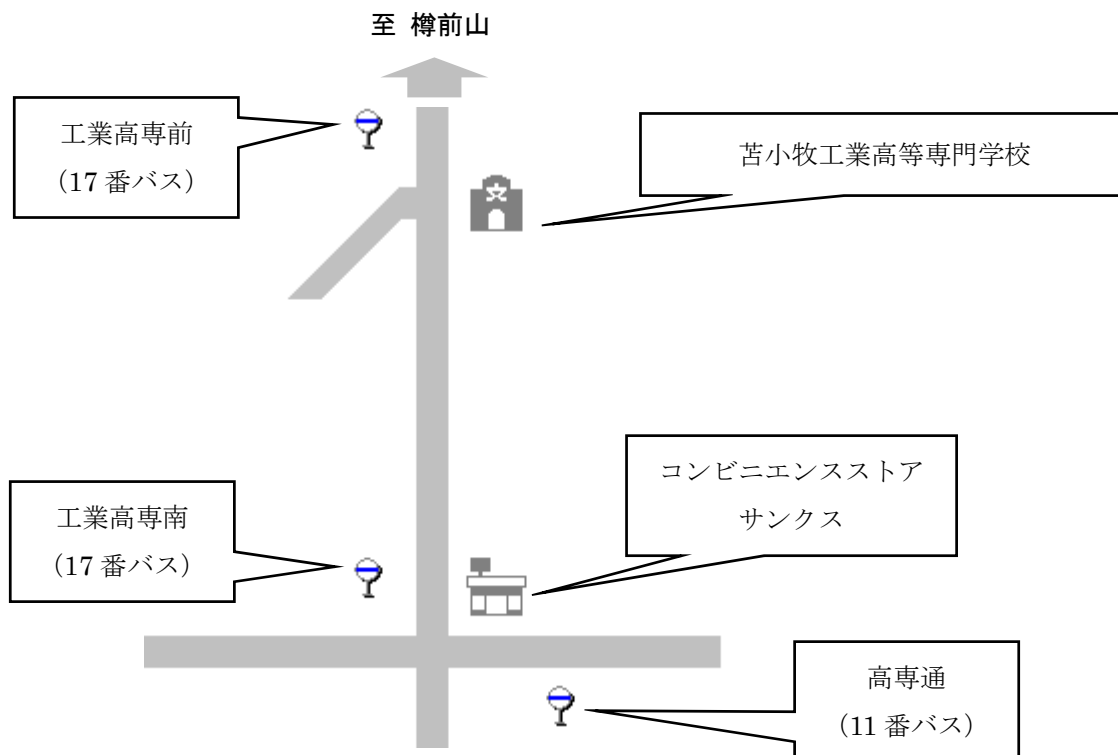 至 樽前山
工業高専前
（17 番バス）
苫小牧工業高等専門学校
コンビニエンスストア
サンクス
工業高専南
（17 番バス）
高専通
（11 番バス）